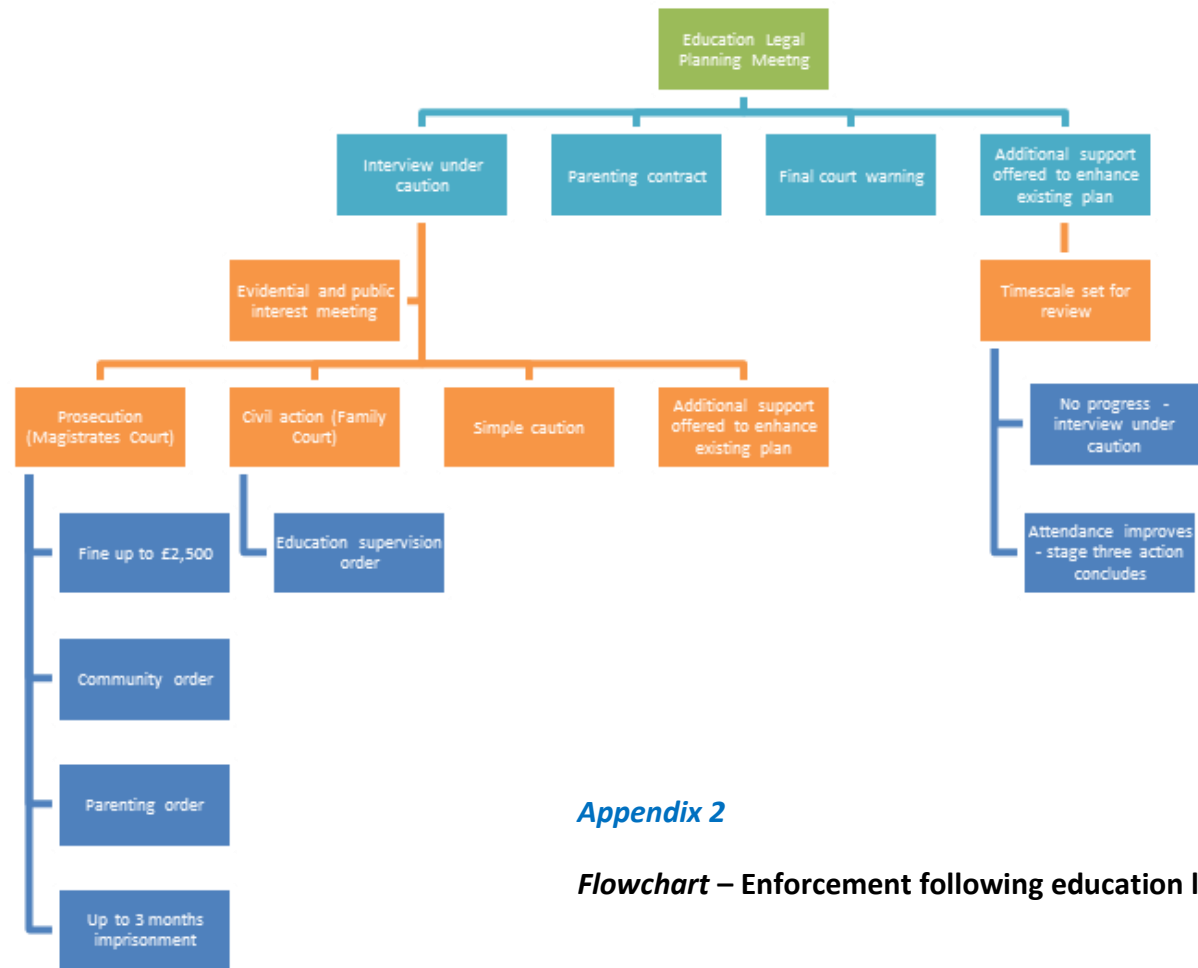 Education Legal
Planning Meetng
Interview under
caution
Parenting contract
Final court warning
Additional support
offered to enhance
existing plan
Evidential and public
interest meeting
Timescale set for
review
Prosecution
(Magistrates Court)
Civil action (Family
Court)
Simple caution
Additional support
offered to enhance
existing plan
No progress -
interview under
caution
Fine up to £2,500
Education supervision
order
Attendance improves
- stage three action
concludes
Community order
Parenting order
Up to 3 months
imprisonment
Appendix 2
Flowchart – Enforcement following education l